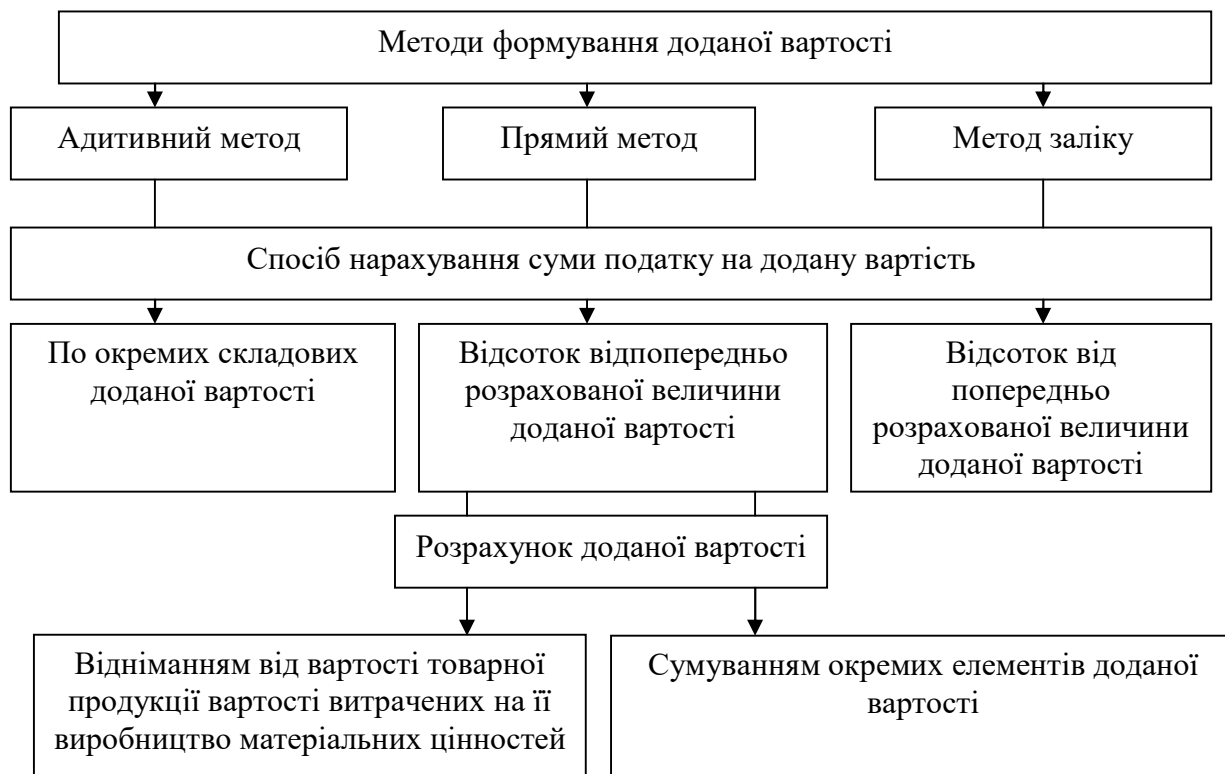 Методи формування доданої вартості
Адитивний метод
Прямий метод
Метод заліку
Спосіб нарахування суми податку на додану вартість
По окремих складових
доданої вартості
Відсоток відпопередньо
розрахованої величини
доданої вартості
Відсоток від
попередньо
розрахованої величини
доданої вартості
Розрахунок доданої вартості
Відніманням від вартості товарної
продукції вартості витрачених на її
виробництво матеріальних цінностей
Сумуванням окремих елементів доданої
вартості